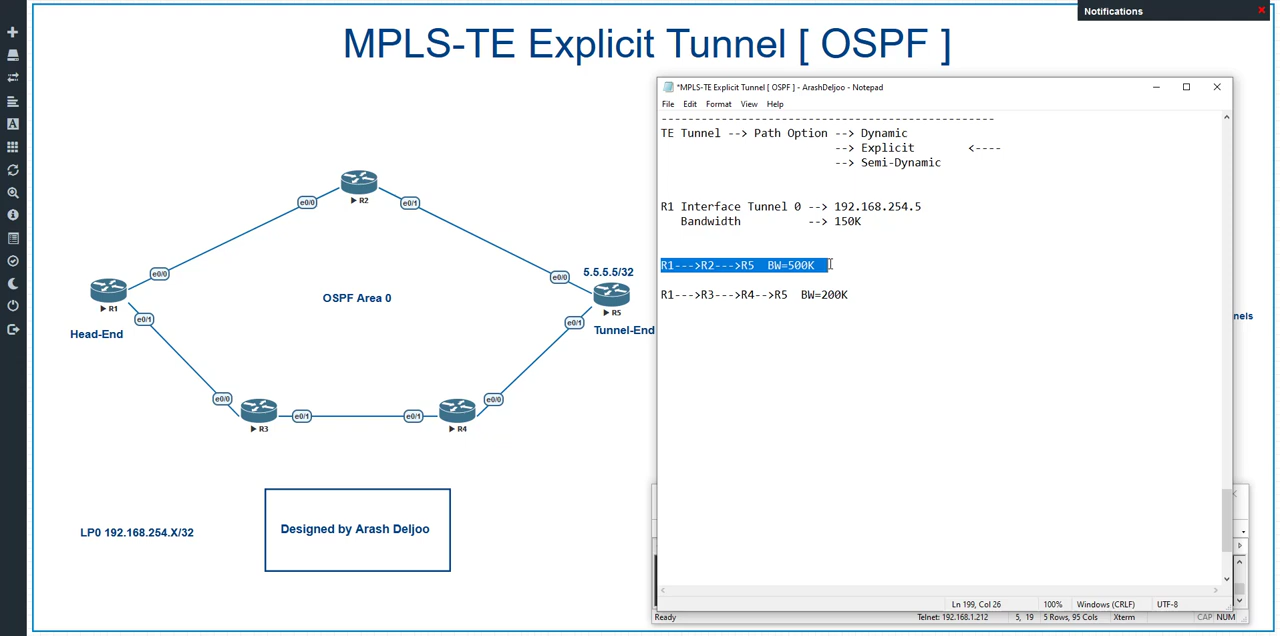 Notifications
MPLS-TE Explicit Tunnel [ OSPF ]
*MPLS-TE Explicit Tunnel [ OSPF ] - ArashDeljoo - Notepad
File Edit Format View Help
--------------------------------------------------
TE Tunnel --> Path Option --> Dynamic
--> Explicit <----
--> Semi-Dynamic
R1 Interface Tunnel 0 --> 192.168.254.5
Bandwidth --> 150K
R1--->R2--->R5 BW=500K
R1--->R3--->R4-->R5 BW=200K
Ln 199, Col 26 100% Windows (CRLF) UTF-8
Ready Telnet: 192.168.1.212 5, 19 5 Rows, 95 Cols Xterm CAP NUM
R2
e0/0
e0/1
e0/0
R1
e0/1
Head-End
OSPF Area 0
5.5.5.5/32
e0/0
R5
e0/1
Tunnel-End
nels
e0/0
R3
e0/1
e0/1
R4
e0/0
LP0 192.168.254.X/32
Designed by Arash Deljoo